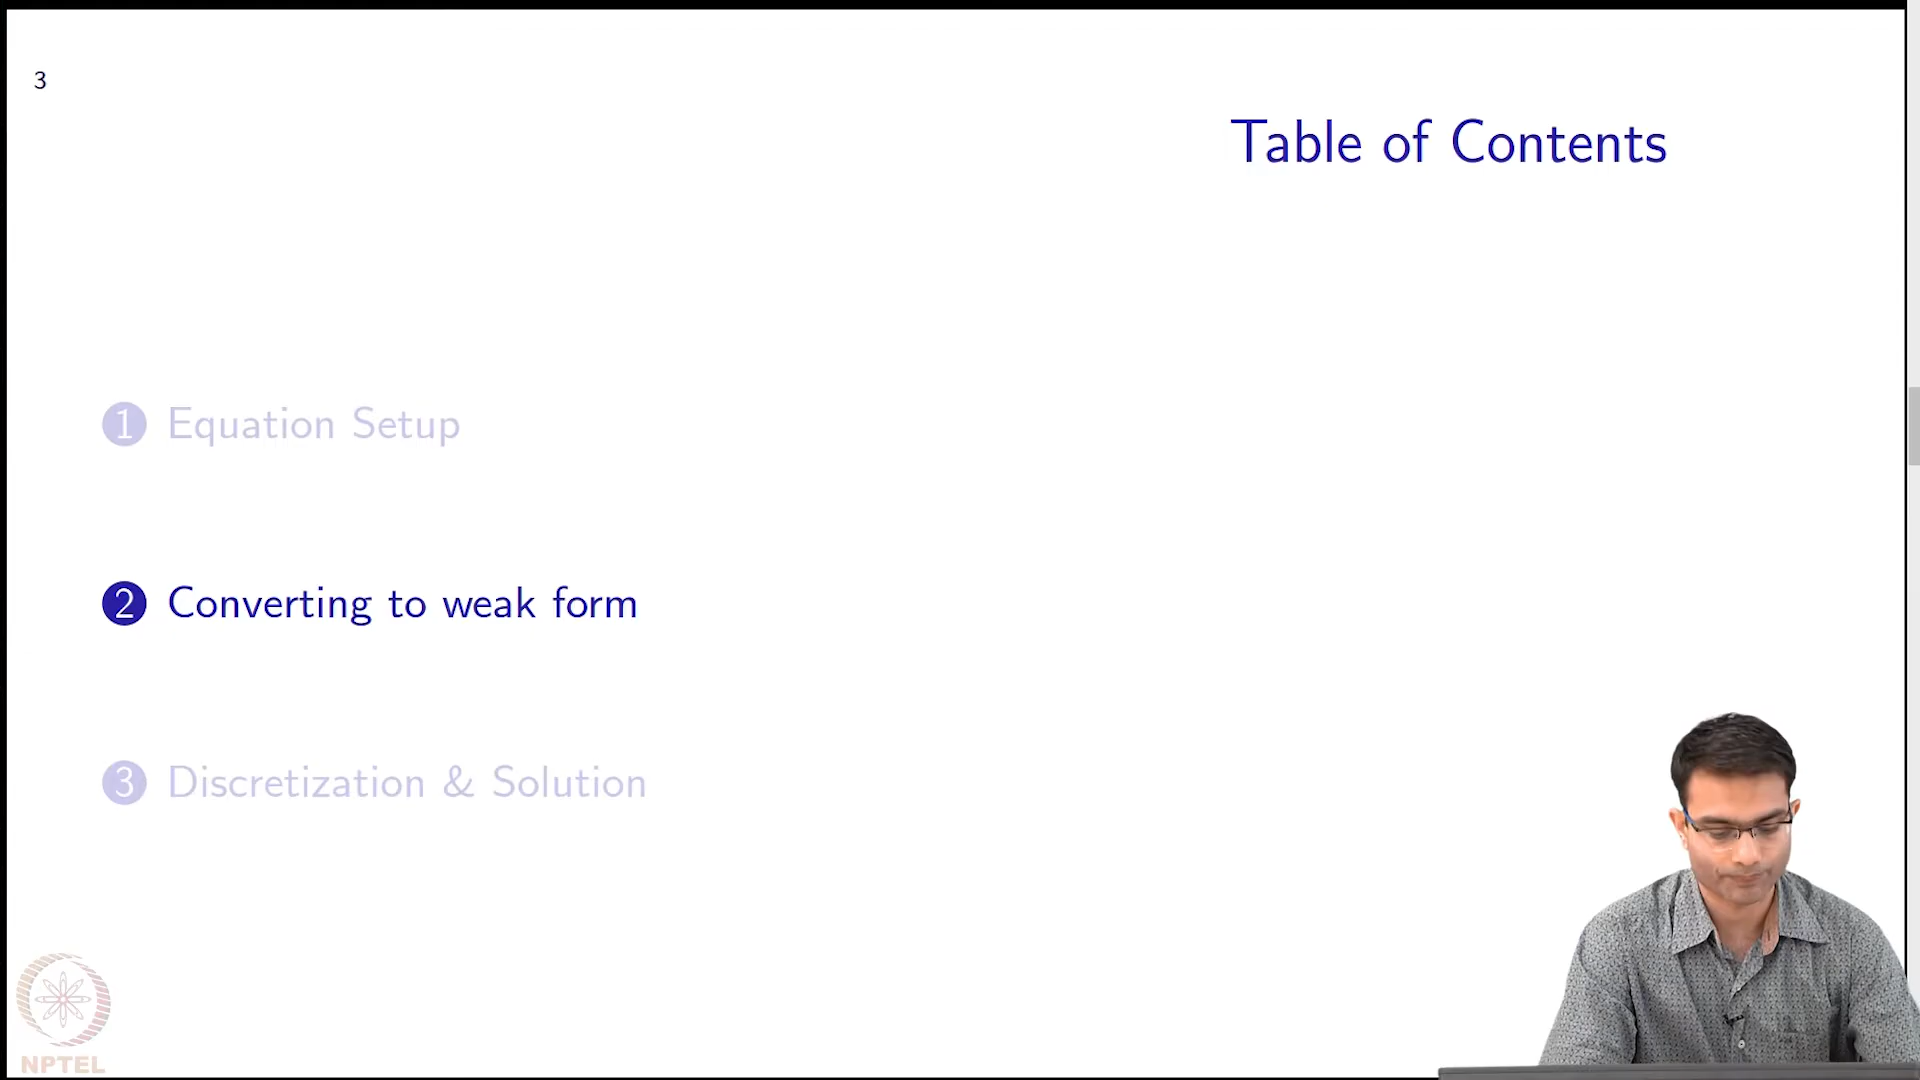 3
Table of Contents
1 Equation Setup
2 Converting to weak form
3 Discretization & Solution
NPTEL